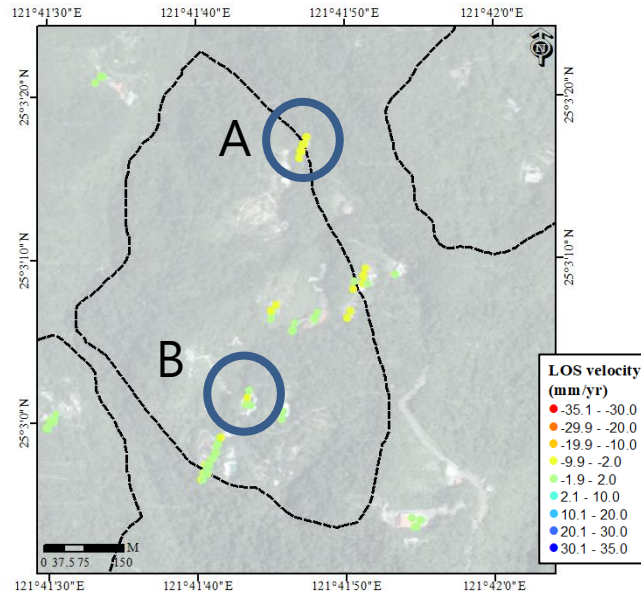 121°41'30"E 121°41'40"E 121°41'50"E 121°42'0"E
N
25°3'20"N 25°3'20"N
A
25°3'10"N 25°3'10"N
B
25°3'0"N
LOS velocity
(mm/yr)
-35.1 - -30.0
-29.9 - -20.0
-19.9 - -10.0
-9.9 - -2.0
-1.9 - 2.0
2.1 - 10.0
10.1 - 20.0
20.1 - 30.0
30.1 - 35.0
M
0 37.5 75 150
121°41'30"E 121°41'40"E 121°41'50"E 121°42'0"E